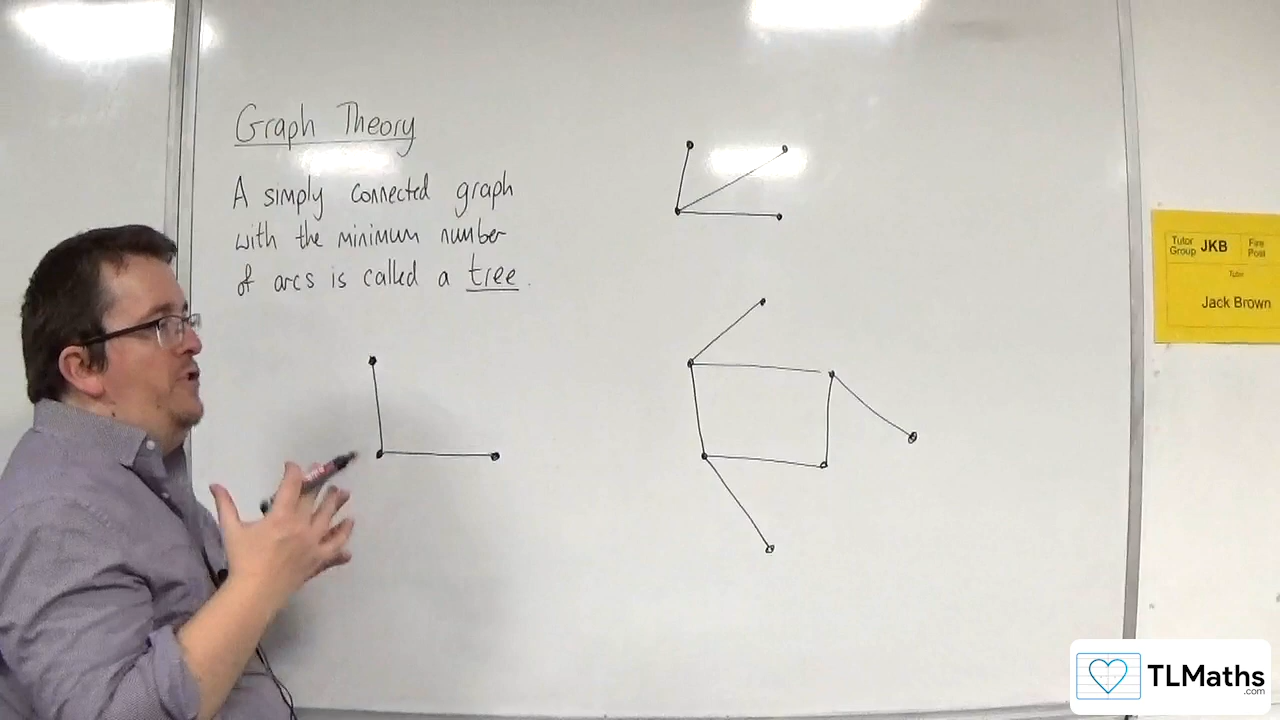 Graph Theory
A simply connected graph
with the minimum number
of arcs is called a tree.
Tutor
Group
JKB
Fire
Post
Tutor
Jack Brown
TLMaths
.com